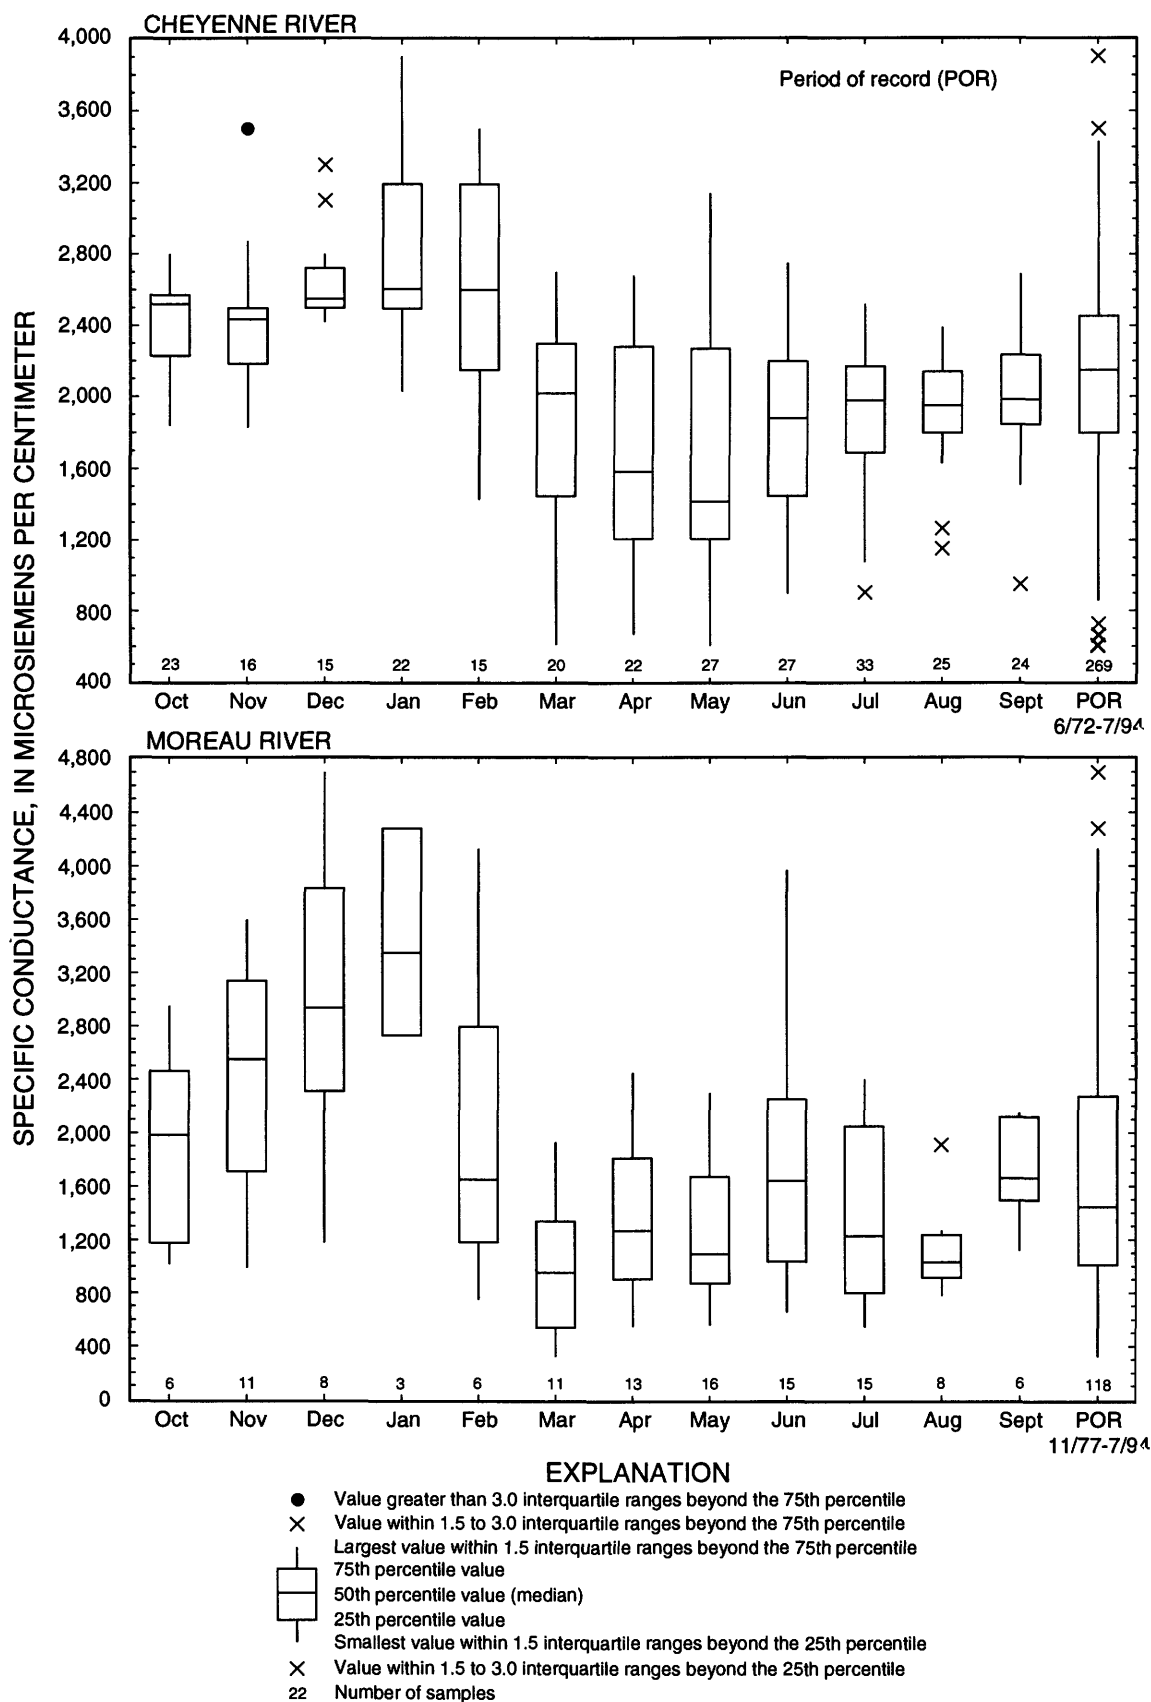 CHEYENNE RIVER
Period of record (POR)
4,000
3,600
3,200
2,800
2,400
2,000
1,600
1,200
800
400
23 16 15 22 15 20 22 27 27 33 25 24 269
Oct Nov Dec Jan Feb Mar Apr May Jun Jul Aug Sept POR
6/72-7/94
SPECIFIC CONDUCTANCE, IN MICROSIEMENS PER CENTIMETER
MOREAU RIVER
4,800
4,400
4,000
3,600
3,200
2,800
2,400
2,000
1,600
1,200
800
400
0
6 11 8 3 6 11 13 16 15 15 8 6 118
Oct Nov Dec Jan Feb Mar Apr May Jun Jul Aug Sept POR
11/77-7/94
EXPLANATION
Value greater than 3.0 interquartile ranges beyond the 75th percentile
Value within 1.5 to 3.0 interquartile ranges beyond the 75th percentile
Largest value within 1.5 interquartile ranges beyond the 75th percentile
75th percentile value
50th percentile value (median)
25th percentile value
Smallest value within 1.5 interquartile ranges beyond the 25th percentile
Value within 1.5 to 3.0 interquartile ranges beyond the 25th percentile
22 Number of samples